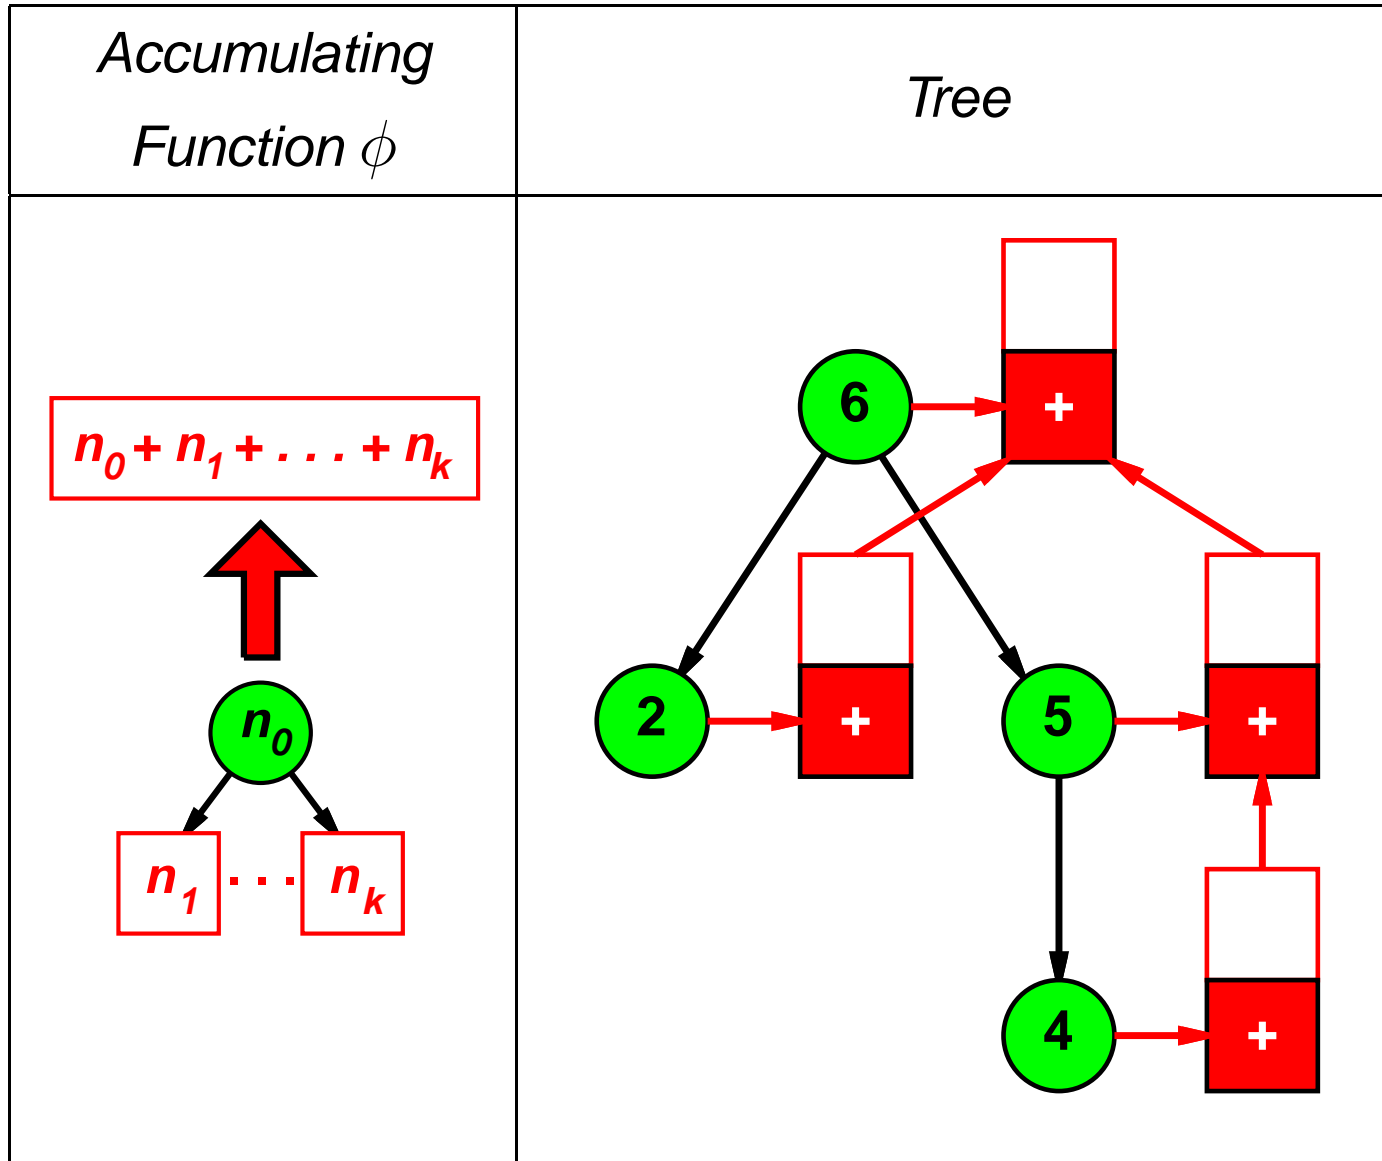 Accumulating
Function ϕ
Tree
n₀ + n₁ + . . . + nₖ
n₀
n₁ . . . nₖ
6
+
2
+
5
+
4
+